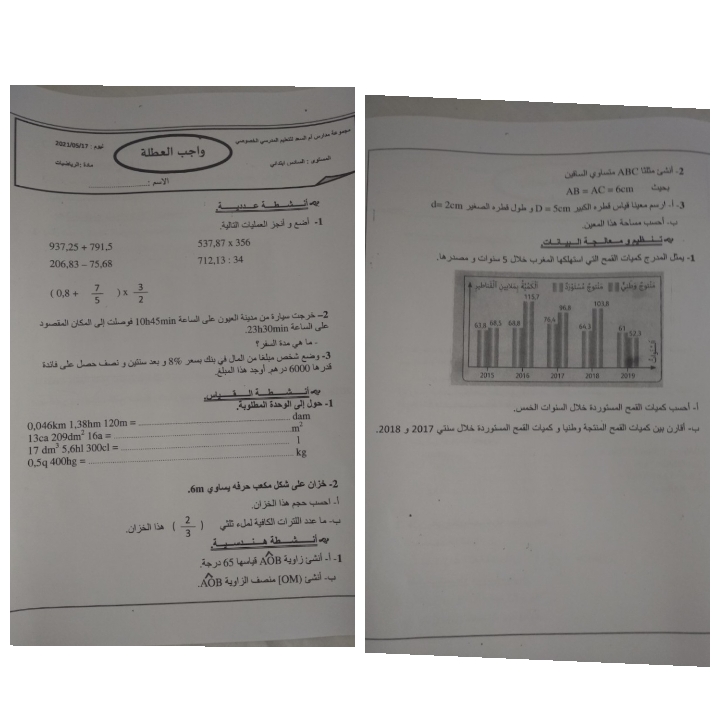 مجموعة مدارس أم السعد للتعليم المدرسي الخصوصي
المستوى : السادس ابتدائي
واجب العطلة
ليوم : 2021/05/17
مادة : الرياضيات
الاسم :
أنشطة عددية
1- أضع و أنجز العمليات التالية.
937,25 + 791,5
537,87 x 356
206,83 – 75,68
712,13 : 34
( 0,8 + 7/5 ) x 3/2
2- خرجت سيارة من مدينة العيون على الساعة 10h45min فوصلت إلى المكان المقصود
على الساعة 23h30min.
- ما هي مدة السفر؟
3- وضع شخص مبلغا من المال في بنك بسعر 8% و بعد سنتين و نصف حصل على فائدة
قدرها 6000 درهم. أوجد هذا المبلغ.
أنشطة القياس
1- حول إلى الوحدة المطلوبة.
0,046km 1,38hm 120m = dam
13ca 209dm² 16a = m²
17 dm³ 5,6hl 300cl = l
0,5q 400hg = kg
2- خزان على شكل مكعب حرفه يساوي 6m.
أ- احسب حجم هذا الخزان.
ب- ما عدد اللترات الكافية لملء ثلثي ( 2/3 ) هذا الخزان.
أنشطة هندسية
1- أ- أنشئ زاوية AOB قياسها 65 درجة.
ب- أنشئ [OM) منصف الزاوية AOB.
2- أنشئ مثلثا ABC متساوي الساقين
بحيث AB = AC = 6cm
3- أ- ارسم معينا قياس قطره الكبير D = 5cm و طول قطره الصغير d= 2cm
ب- أحسب مساحة هذا المعين.
تنظيم و معالجة البيانات
1- يمثل المدرج كميات القمح التي استهلكها المغرب خلال 5 سنوات و مصدرها.
الكمية بملايين القناطير
منتوج مستورد
منتوج وطني
63,8 68,5 68,8 115,7 76,4 96,8 64,3 103,8 61 52,3
2015 2016 2017 2018 2019
السنوات
أ- أحسب كميات القمح المستوردة خلال السنوات الخمس.
ب- أقارن بين كميات القمح المنتجة وطنيا و كميات القمح المستوردة خلال سنتي 2017 و 2018.